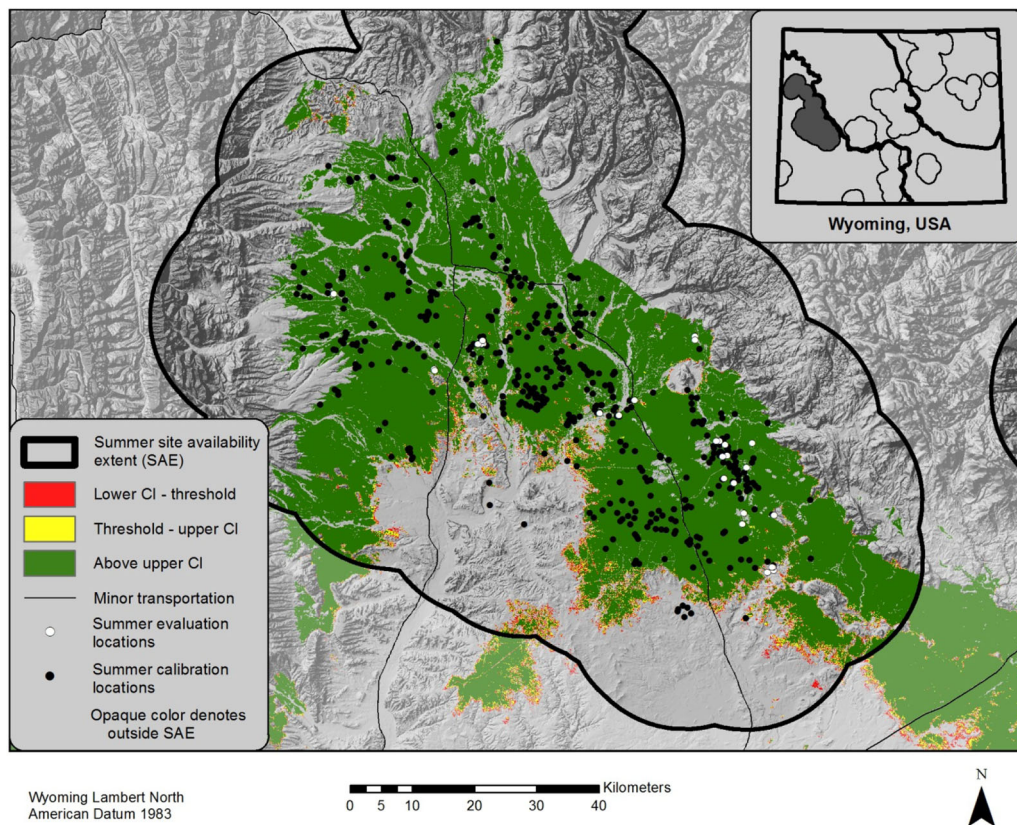 Wyoming, USA
Summer site availability
extent (SAE)
Lower CI - threshold
Threshold - upper CI
Above upper CI
Minor transportation
Summer evaluation
locations
Summer calibration
locations
Opaque color denotes
outside SAE
Wyoming Lambert North
American Datum 1983
Kilometers
0 5 10 20 30 40
N